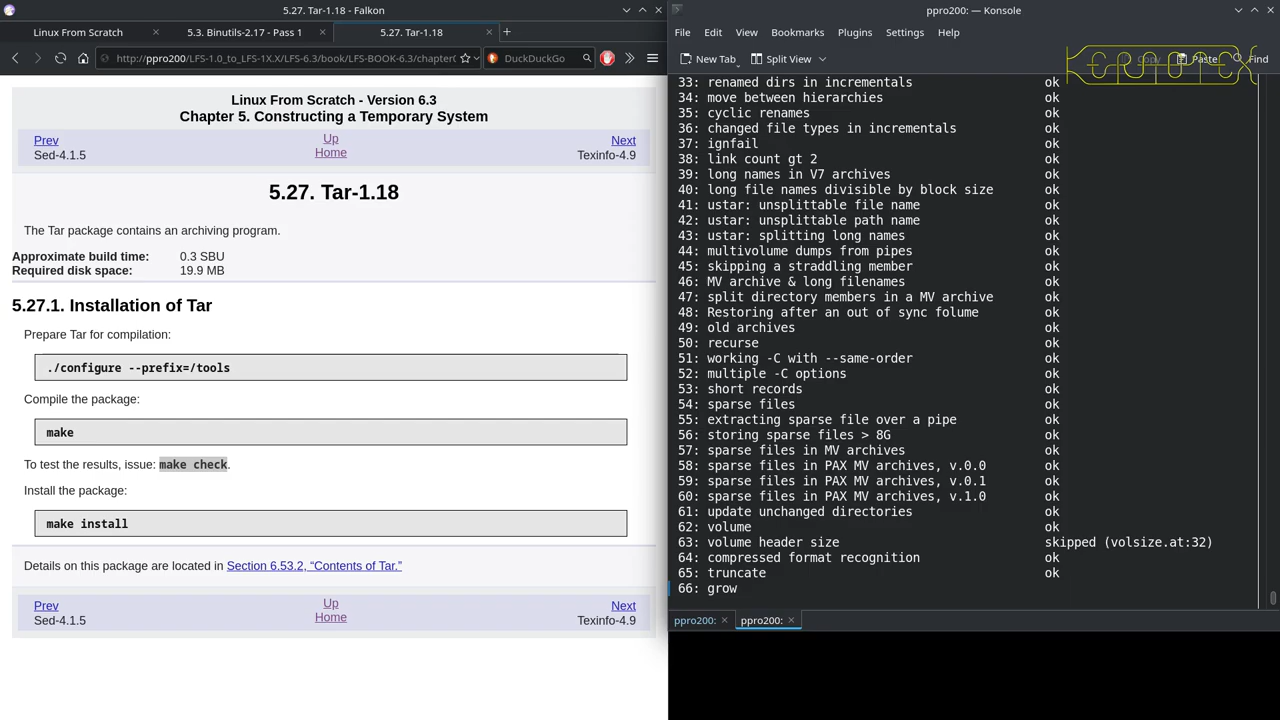 5.27. Tar-1.18 - Falkon
Linux From Scratch
5.3. Binutils-2.17 - Pass 1
5.27. Tar-1.18
http://ppro200/LFS-1.0_to_LFS-1X.X/LFS-6.3/book/LFS-BOOK-6.3/chapter0
DuckDuckGo
Linux From Scratch - Version 6.3
Chapter 5. Constructing a Temporary System
Prev Up Next
Sed-4.1.5 Home Texinfo-4.9
5.27. Tar-1.18
The Tar package contains an archiving program.
Approximate build time: 0.3 SBU
Required disk space: 19.9 MB
5.27.1. Installation of Tar
Prepare Tar for compilation:
./configure --prefix=/tools
Compile the package:
make
To test the results, issue: make check.
Install the package:
make install
Details on this package are located in Section 6.53.2, “Contents of Tar.”
Prev Up Next
Sed-4.1.5 Home Texinfo-4.9
ppro200: — Konsole
File Edit View Bookmarks Plugins Settings Help
New Tab Split View Copy Paste Find
33: renamed dirs in incrementals ok
34: move between hierarchies ok
35: cyclic renames ok
36: changed file types in incrementals ok
37: ignfail ok
38: link count gt 2 ok
39: long names in V7 archives ok
40: long file names divisible by block size ok
41: ustar: unsplittable file name ok
42: ustar: unsplittable path name ok
43: ustar: splitting long names ok
44: multivolume dumps from pipes ok
45: skipping a straddling member ok
46: MV archive & long filenames ok
47: split directory members in a MV archive ok
48: Restoring after an out of sync folume ok
49: old archives ok
50: recurse ok
51: working -C with --same-order ok
52: multiple -C options ok
53: short records ok
54: sparse files ok
55: extracting sparse file over a pipe ok
56: storing sparse files > 8G ok
57: sparse files in MV archives ok
58: sparse files in PAX MV archives, v.0.0 ok
59: sparse files in PAX MV archives, v.0.1 ok
60: sparse files in PAX MV archives, v.1.0 ok
61: update unchanged directories ok
62: volume ok
63: volume header size skipped (volsize.at:32)
64: compressed format recognition ok
65: truncate ok
66: grow
ppro200: ppro200: